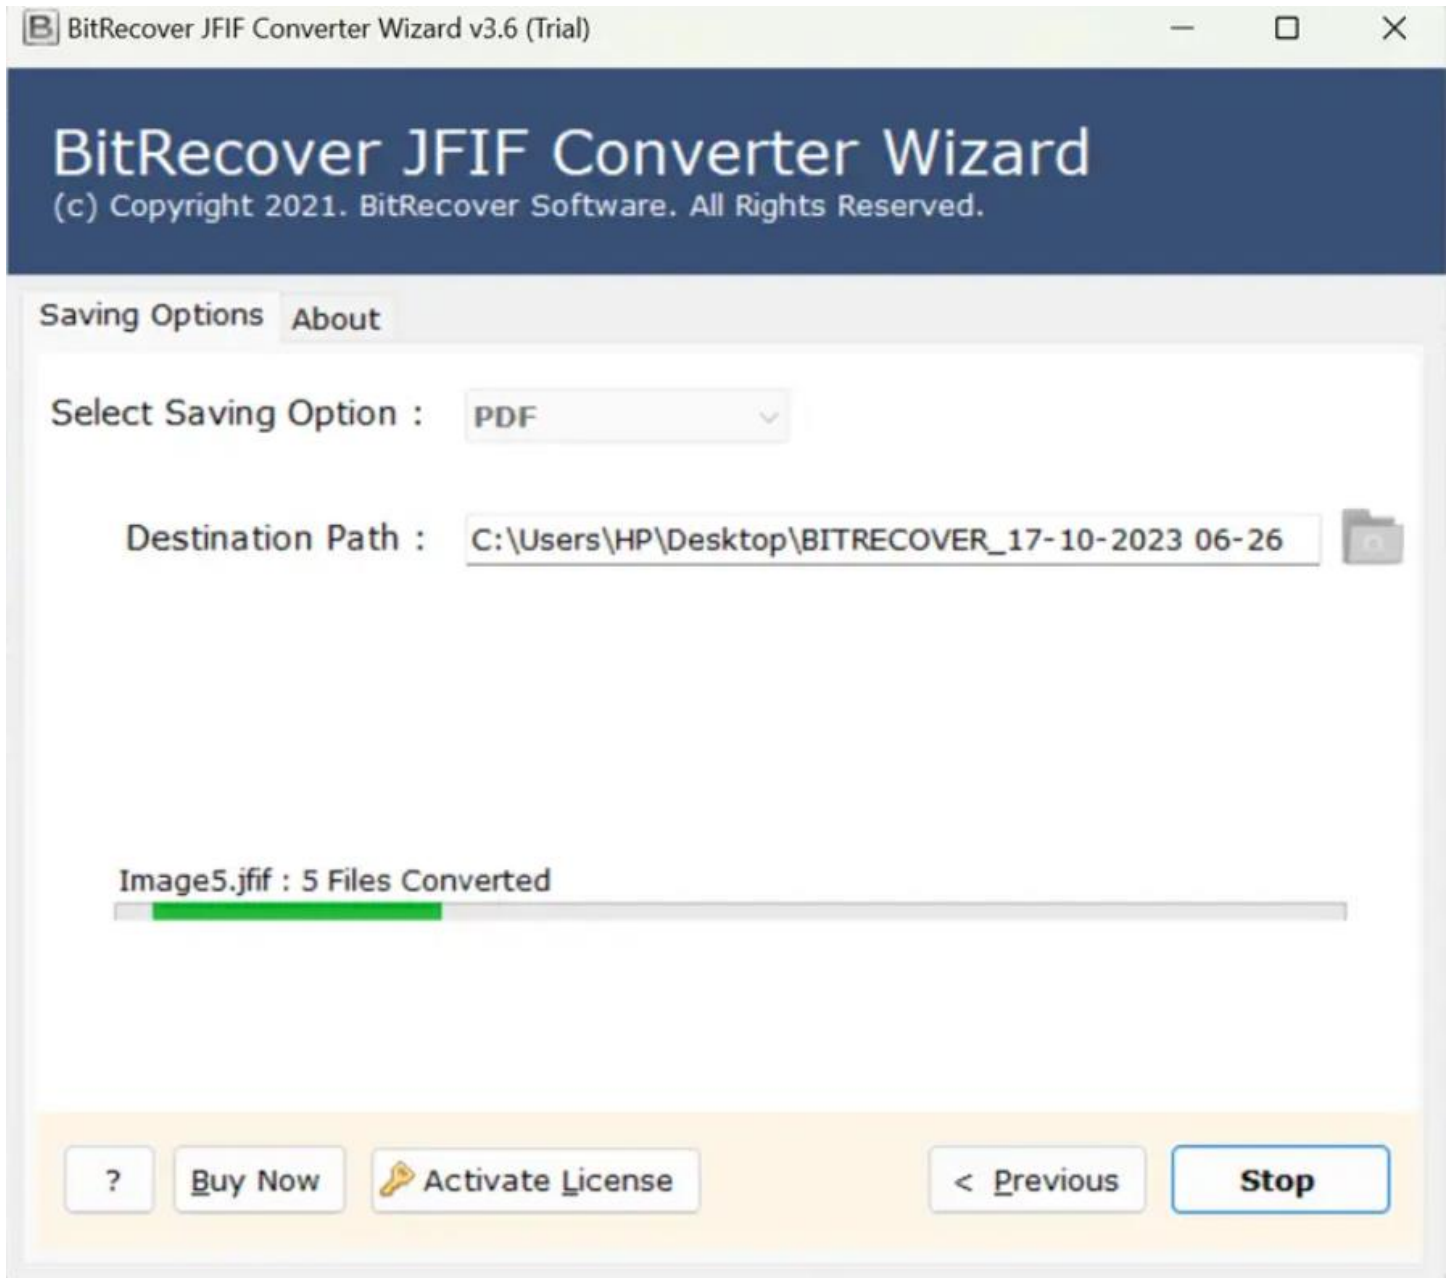 BitRecover JFIF Converter Wizard v3.6 (Trial)
BitRecover JFIF Converter Wizard
(c) Copyright 2021. BitRecover Software. All Rights Reserved.
Saving Options About
Select Saving Option : PDF
Destination Path : C:\Users\HP\Desktop\BITRECOVER_17-10-2023 06-26
Image5.jfif : 5 Files Converted
? Buy Now Activate License < Previous Stop